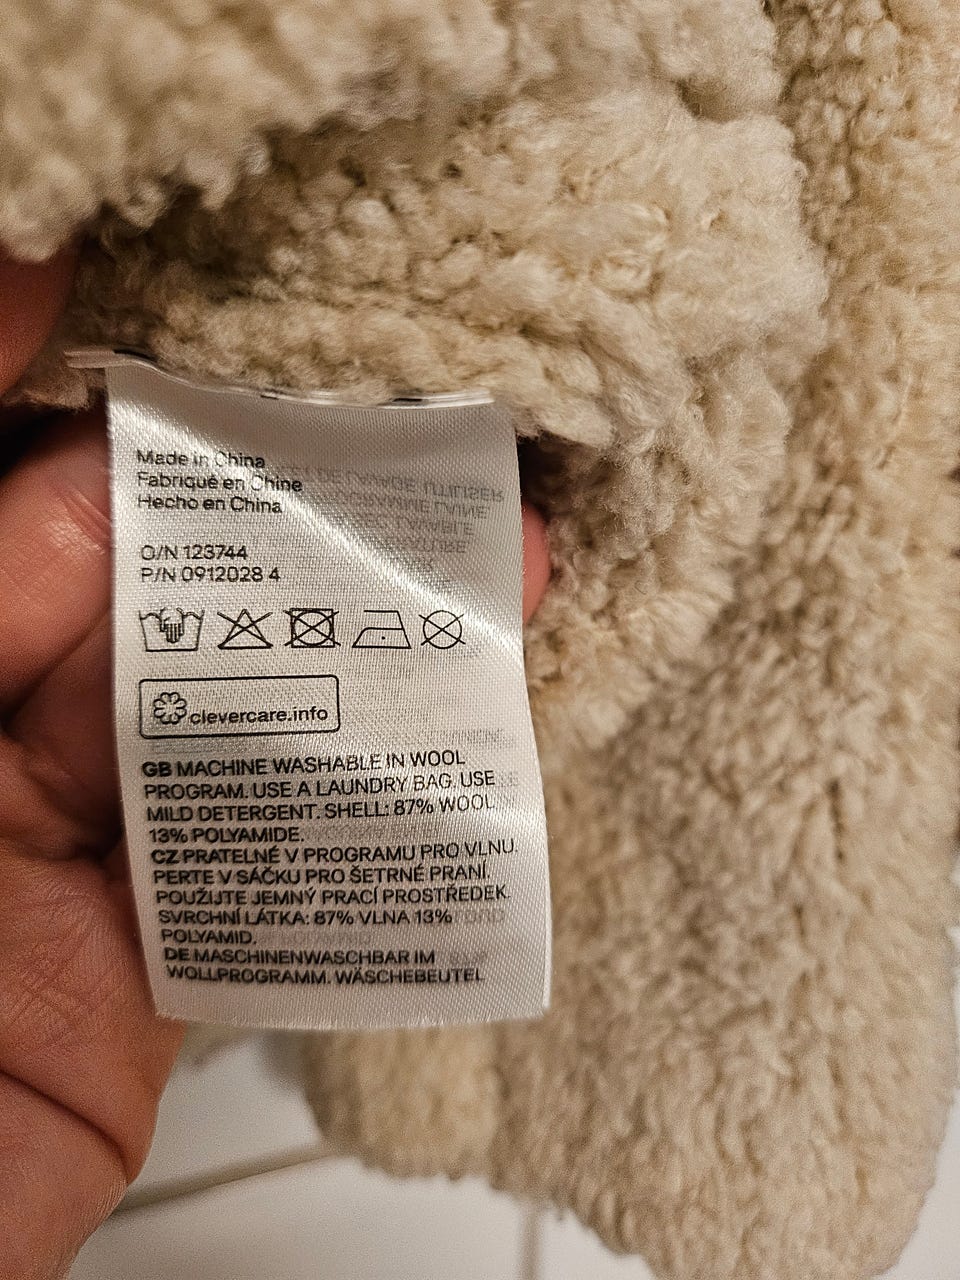 Made in China
Fabriqué en Chine
Hecho en China
O/N 123744
P/N 0912028 4
clevercare.info
GB MACHINE WASHABLE IN WOOL
PROGRAM. USE A LAUNDRY BAG. USE
MILD DETERGENT. SHELL: 87% WOOL
13% POLYAMIDE.
CZ PRATELNÉ V PROGRAMU PRO VLNU.
PERTE V SÁČKU PRO ŠETRNÉ PRANÍ.
POUŽIJTE JEMNÝ PRACÍ PROSTŘEDEK.
SVRCHNÍ LÁTKA: 87% VLNA 13%
POLYAMID.
DE MASCHINENWASCHBAR IM
WOLLPROGRAMM. WÄSCHEBEUTEL